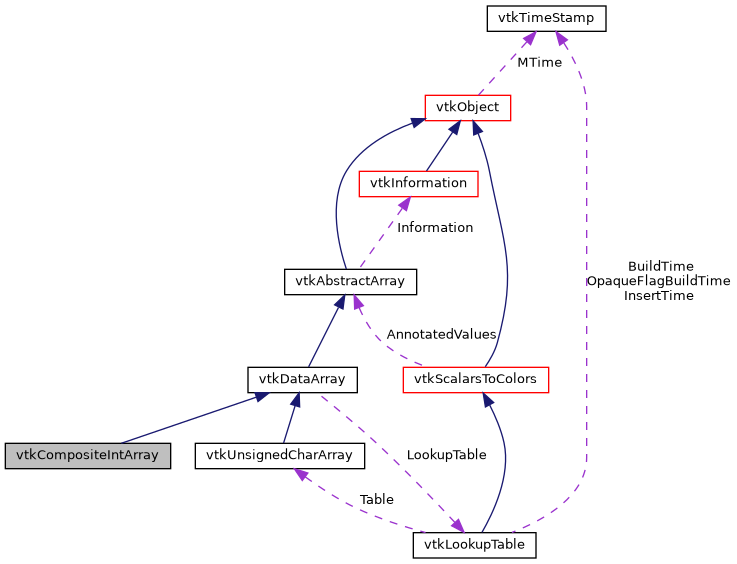 vtkTimeStamp
MTime
vtkObject
vtkInformation
Information
vtkAbstractArray
BuildTime
OpaqueFlagBuildTime
InsertTime
AnnotatedValues
vtkDataArray
vtkScalarsToColors
vtkCompositeIntArray
vtkUnsignedCharArray
LookupTable
Table
vtkLookupTable